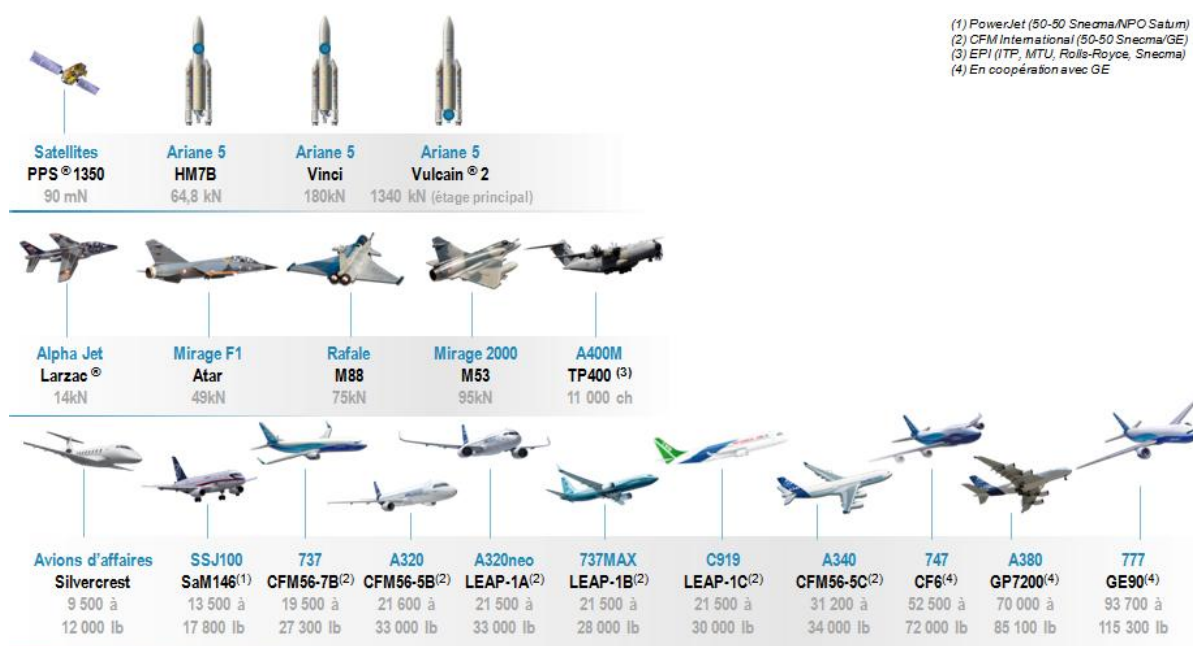 (1) PowerJet (50-50 Snecma/NPO Saturn)
(2) CFM International (50-50 Snecma/GE)
(3) EPI (ITP, MTU, Rolls-Royce, Snecma)
(4) En coopération avec GE
Satellites Ariane 5 Ariane 5 Ariane 5
PPS ® 1350 HM7B Vinci Vulcain ® 2
90 mN 64,8 kN 180kN 1340 kN (étage principal)
Alpha Jet Mirage F1 Rafale Mirage 2000 A400M
Larzac ® Atar M88 M53 TP400 (3)
14kN 49kN 75kN 95kN 11 000 ch
Avions d'affaires SSJ100 737 A320 A320neo 737MAX C919 A340 747 A380 777
Silvercrest SaM146(1) CFM56-7B(2) CFM56-5B(2) LEAP-1A(2) LEAP-1B(2) LEAP-1C(2) CFM56-5C(2) CF6(4) GP7200(4) GE90(4)
9 500 à 13 500 à 19 500 à 21 600 à 21 500 à 21 500 à 21 500 à 31 200 à 52 500 à 70 000 à 93 700 à
12 000 lb 17 800 lb 27 300 lb 33 000 lb 33 000 lb 28 000 lb 30 000 lb 34 000 lb 72 000 lb 85 100 lb 115 300 lb